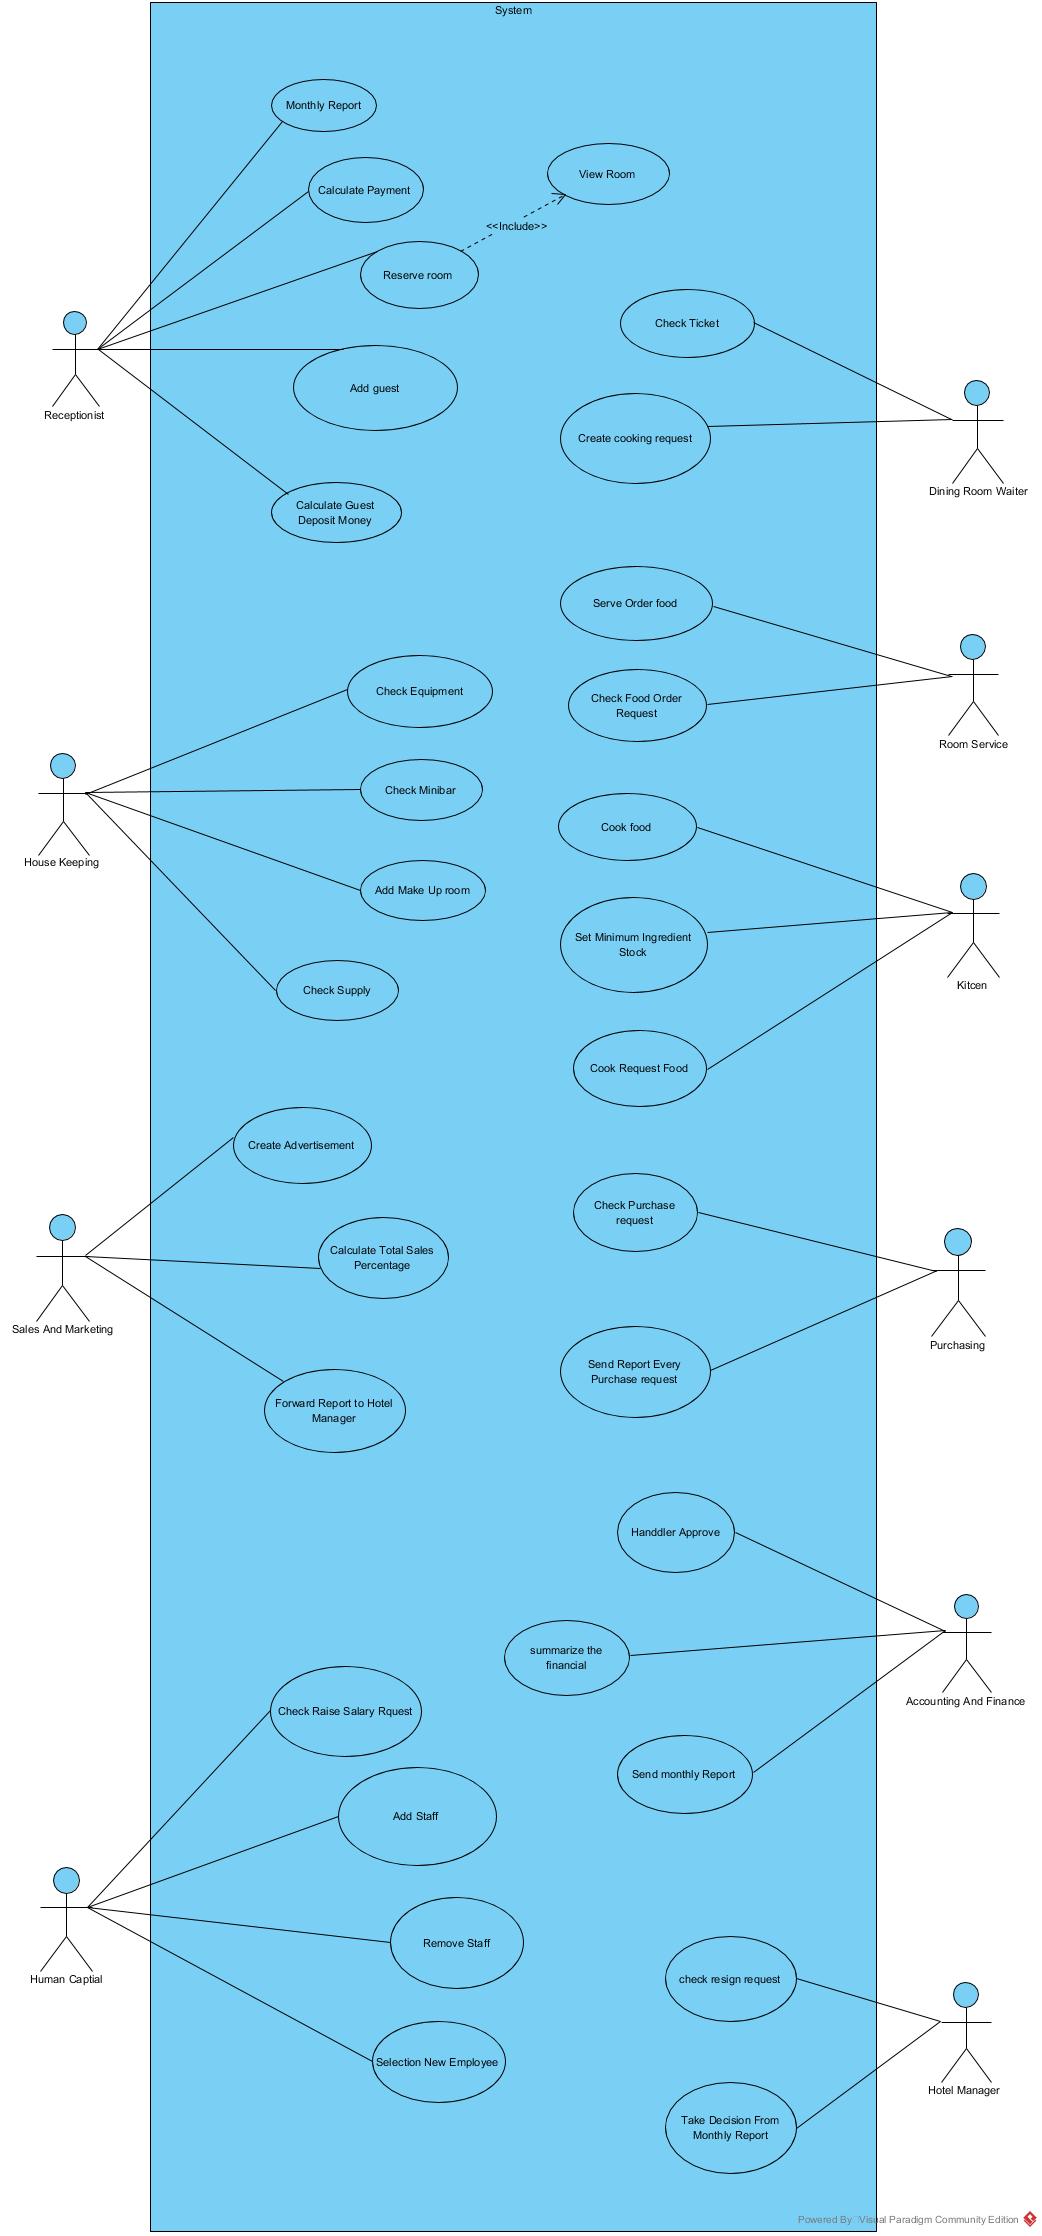 System
Monthly Report
View Room
Calculate Payment
<<Include>>
Reserve room
Check Ticket
Add guest
Receptionist
Create cooking request
Dining Room Waiter
Calculate Guest
Deposit Money
Serve Order food
Check Equipment
Check Food Order
Request
Room Service
Check Minibar
Cook food
House Keeping
Add Make Up room
Set Minimum Ingredient
Stock
Kitcen
Check Supply
Cook Request Food
Create Advertisement
Check Purchase
request
Calculate Total Sales
Percentage
Sales And Marketing
Purchasing
Send Report Every
Purchase request
Forward Report to Hotel
Manager
Handdler Approve
summarize the
financial
Accounting And Finance
Check Raise Salary Rquest
Send monthly Report
Add Staff
Remove Staff
Human Captial
check resign request
Selection New Employee
Hotel Manager
Take Decision From
Monthly Report
Powered By Visual Paradigm Community Edition